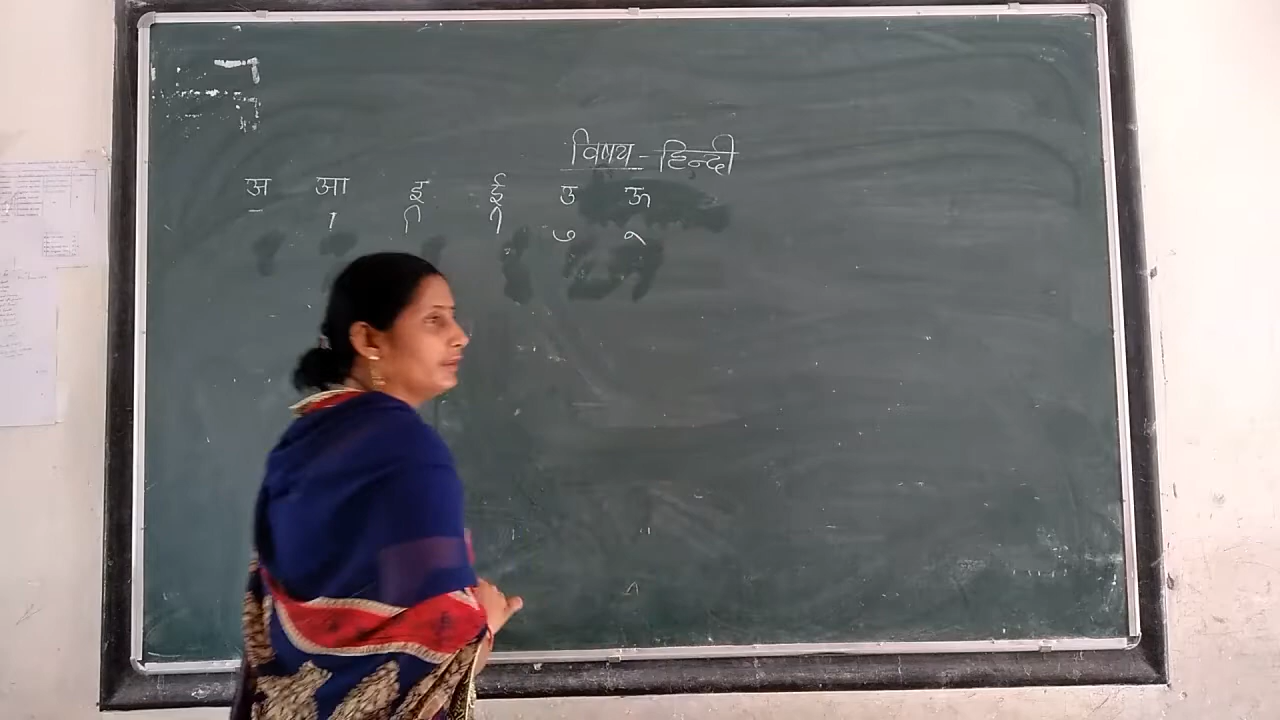 विषय - हिन्दी
अ आ इ ई उ ऊ
- ा ि ी ु ू